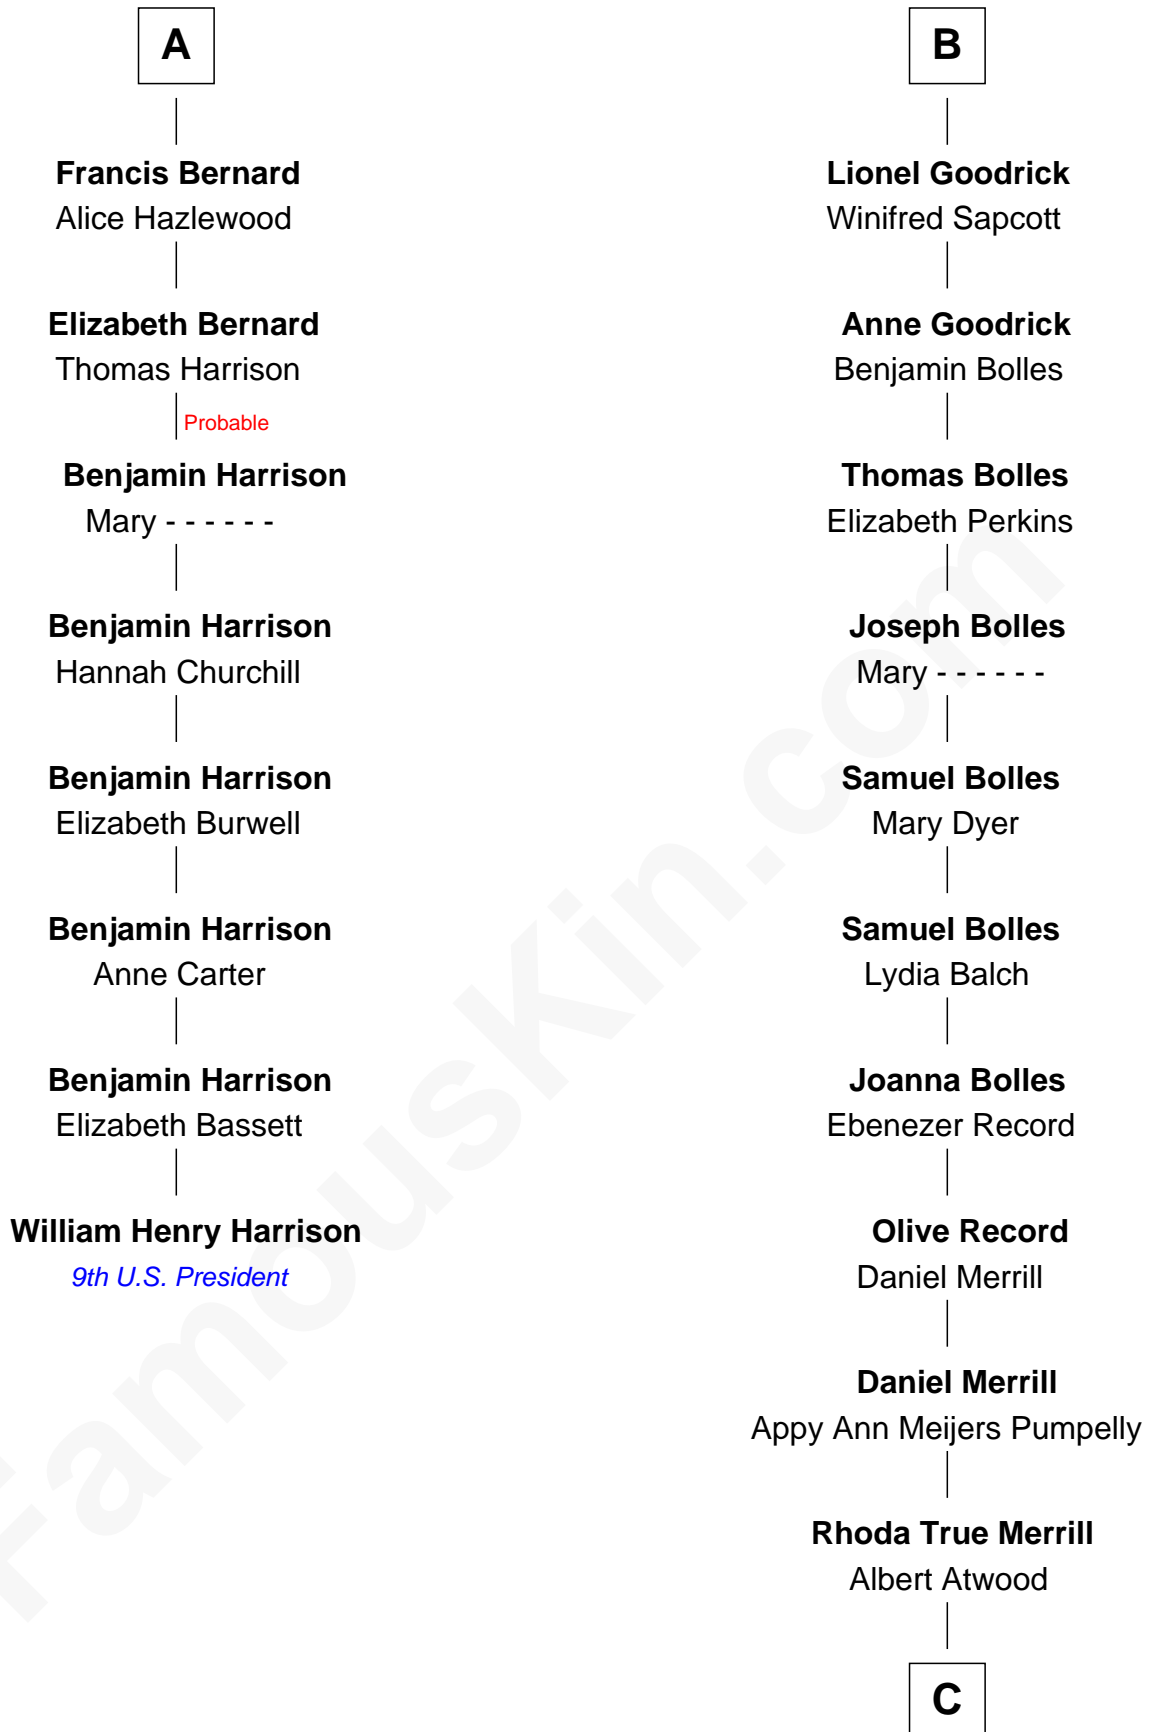 A
Francis Bernard
Alice Hazlewood
Elizabeth Bernard
Thomas Harrison
Probable
Benjamin Harrison
Mary - - - - - -
Benjamin Harrison
Hannah Churchill
Benjamin Harrison
Elizabeth Burwell
Benjamin Harrison
Anne Carter
Benjamin Harrison
Elizabeth Bassett
William Henry Harrison
9th U.S. President
B
Lionel Goodrick
Winifred Sapcott
Anne Goodrick
Benjamin Bolles
Thomas Bolles
Elizabeth Perkins
Joseph Bolles
Mary - - - - - -
Samuel Bolles
Mary Dyer
Samuel Bolles
Lydia Balch
Joanna Bolles
Ebenezer Record
Olive Record
Daniel Merrill
Daniel Merrill
Appy Ann Meijers Pumpelly
Rhoda True Merrill
Albert Atwood
C
FamousKin.com